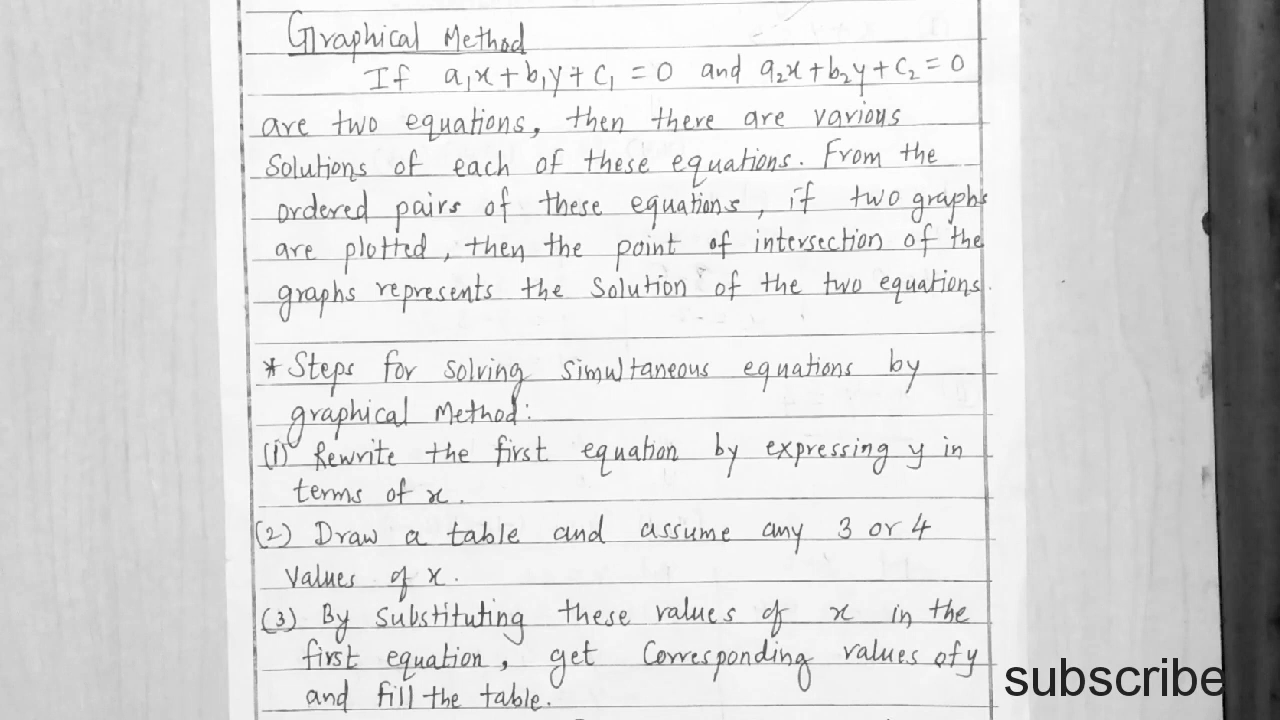 Graphical Method
If a₁x + b₁y + c₁ = 0 and a₂x + b₂y + c₂ = 0
are two equations, then there are various
Solutions of each of these equations. From the
ordered pairs of these equations, if two graphs
are plotted, then the point of intersection of the
graphs represents the Solution of the two equations.
* Steps for solving simultaneous equations by
graphical Method:
(1) Rewrite the first equation by expressing y in
terms of x.
(2) Draw a table and assume any 3 or 4
Values of x.
(3) By Substituting these values of x in the
first equation, get Corresponding values of y
and fill the table.
subscribe